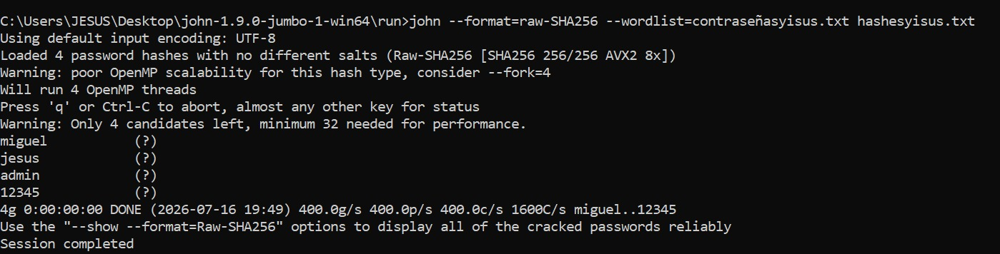 C:\Users\JESUS\Desktop\john-1.9.0-jumbo-1-win64\run>john --format=raw-SHA256 --wordlist=contraseñasyisus.txt hashesyisus.txt
Using default input encoding: UTF-8
Loaded 4 password hashes with no different salts (Raw-SHA256 [SHA256 256/256 AVX2 8x])
Warning: poor OpenMP scalability for this hash type, consider --fork=4
Will run 4 OpenMP threads
Press 'q' or Ctrl-C to abort, almost any other key for status
Warning: Only 4 candidates left, minimum 32 needed for performance.
miguel           (?)
jesus            (?)
admin            (?)
12345            (?)
4g 0:00:00:00 DONE (2026-07-16 19:49) 400.0g/s 400.0p/s 400.0c/s 1600C/s miguel..12345
Use the "--show --format=Raw-SHA256" options to display all of the cracked passwords reliably
Session completed